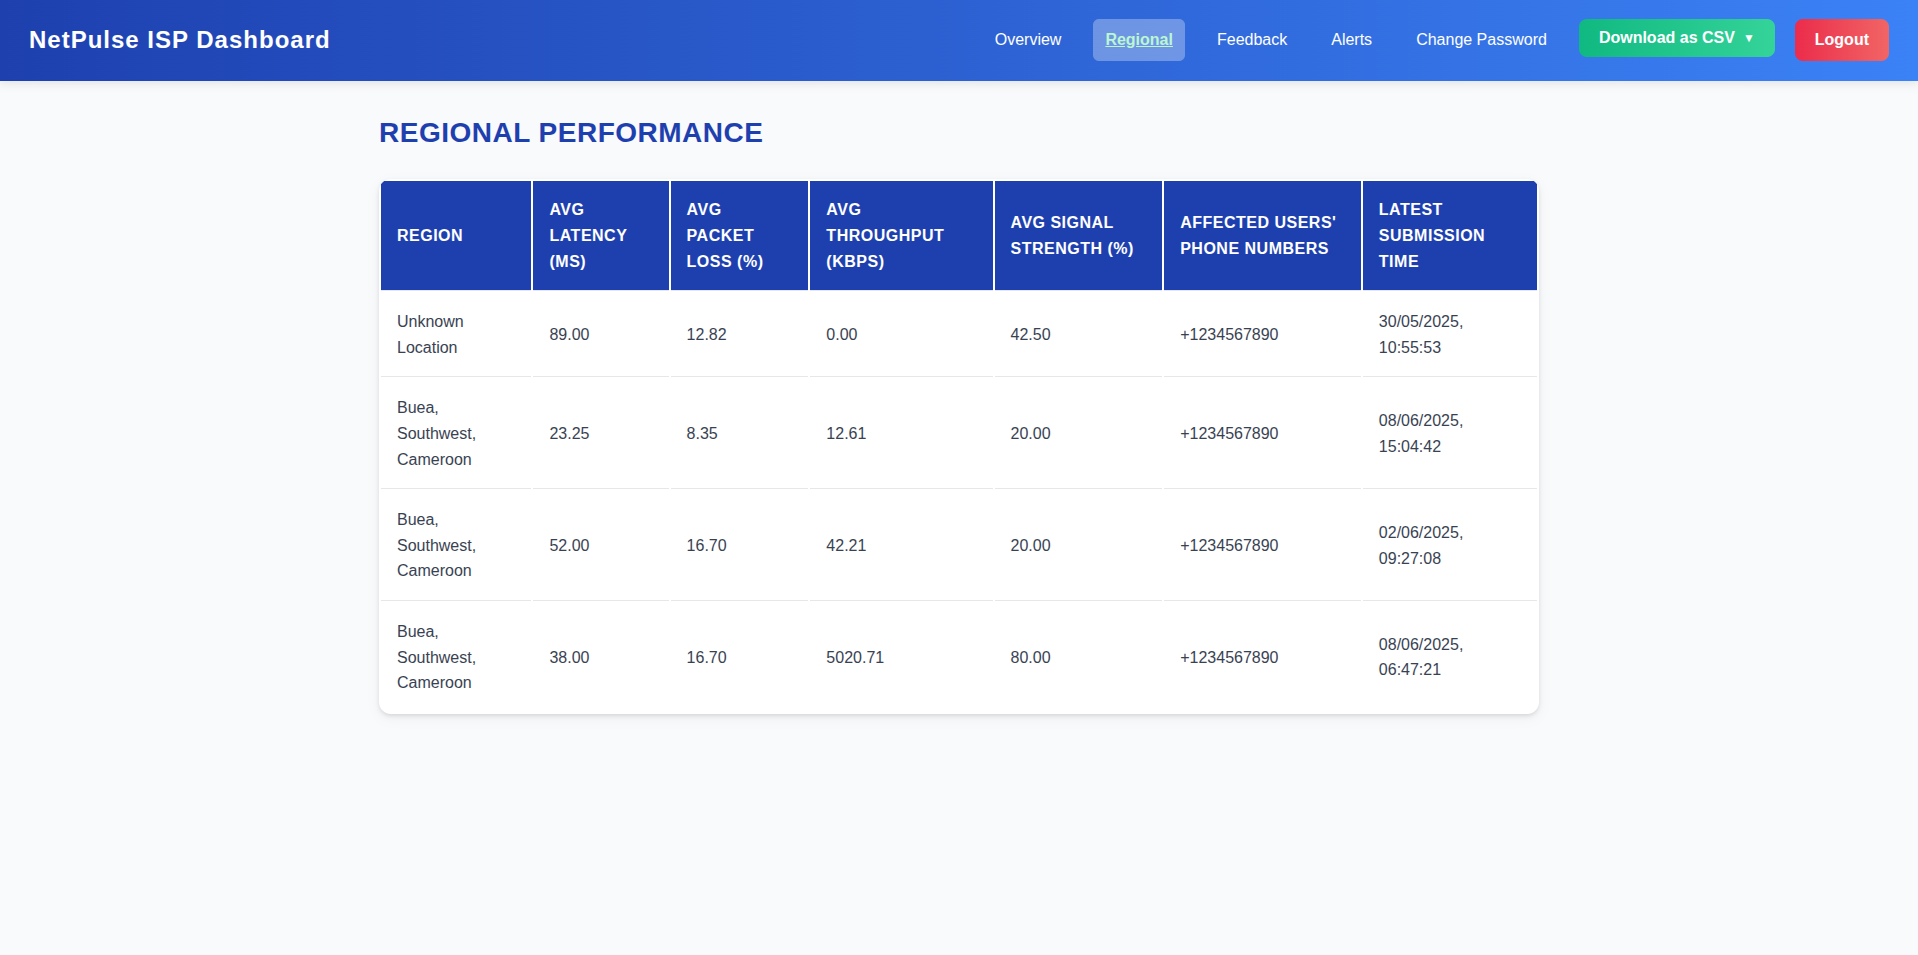 NetPulse ISP Dashboard
Overview Regional Feedback Alerts Change Password Download as CSV ▼ Logout
REGIONAL PERFORMANCE
REGION
AVG
LATENCY
(MS)
AVG
PACKET
LOSS (%)
AVG
THROUGHPUT
(KBPS)
AVG SIGNAL
STRENGTH (%)
AFFECTED USERS'
PHONE NUMBERS
LATEST
SUBMISSION
TIME
Unknown
Location
89.00
12.82
0.00
42.50
+1234567890
30/05/2025,
10:55:53
Buea,
Southwest,
Cameroon
23.25
8.35
12.61
20.00
+1234567890
08/06/2025,
15:04:42
Buea,
Southwest,
Cameroon
52.00
16.70
42.21
20.00
+1234567890
02/06/2025,
09:27:08
Buea,
Southwest,
Cameroon
38.00
16.70
5020.71
80.00
+1234567890
08/06/2025,
06:47:21